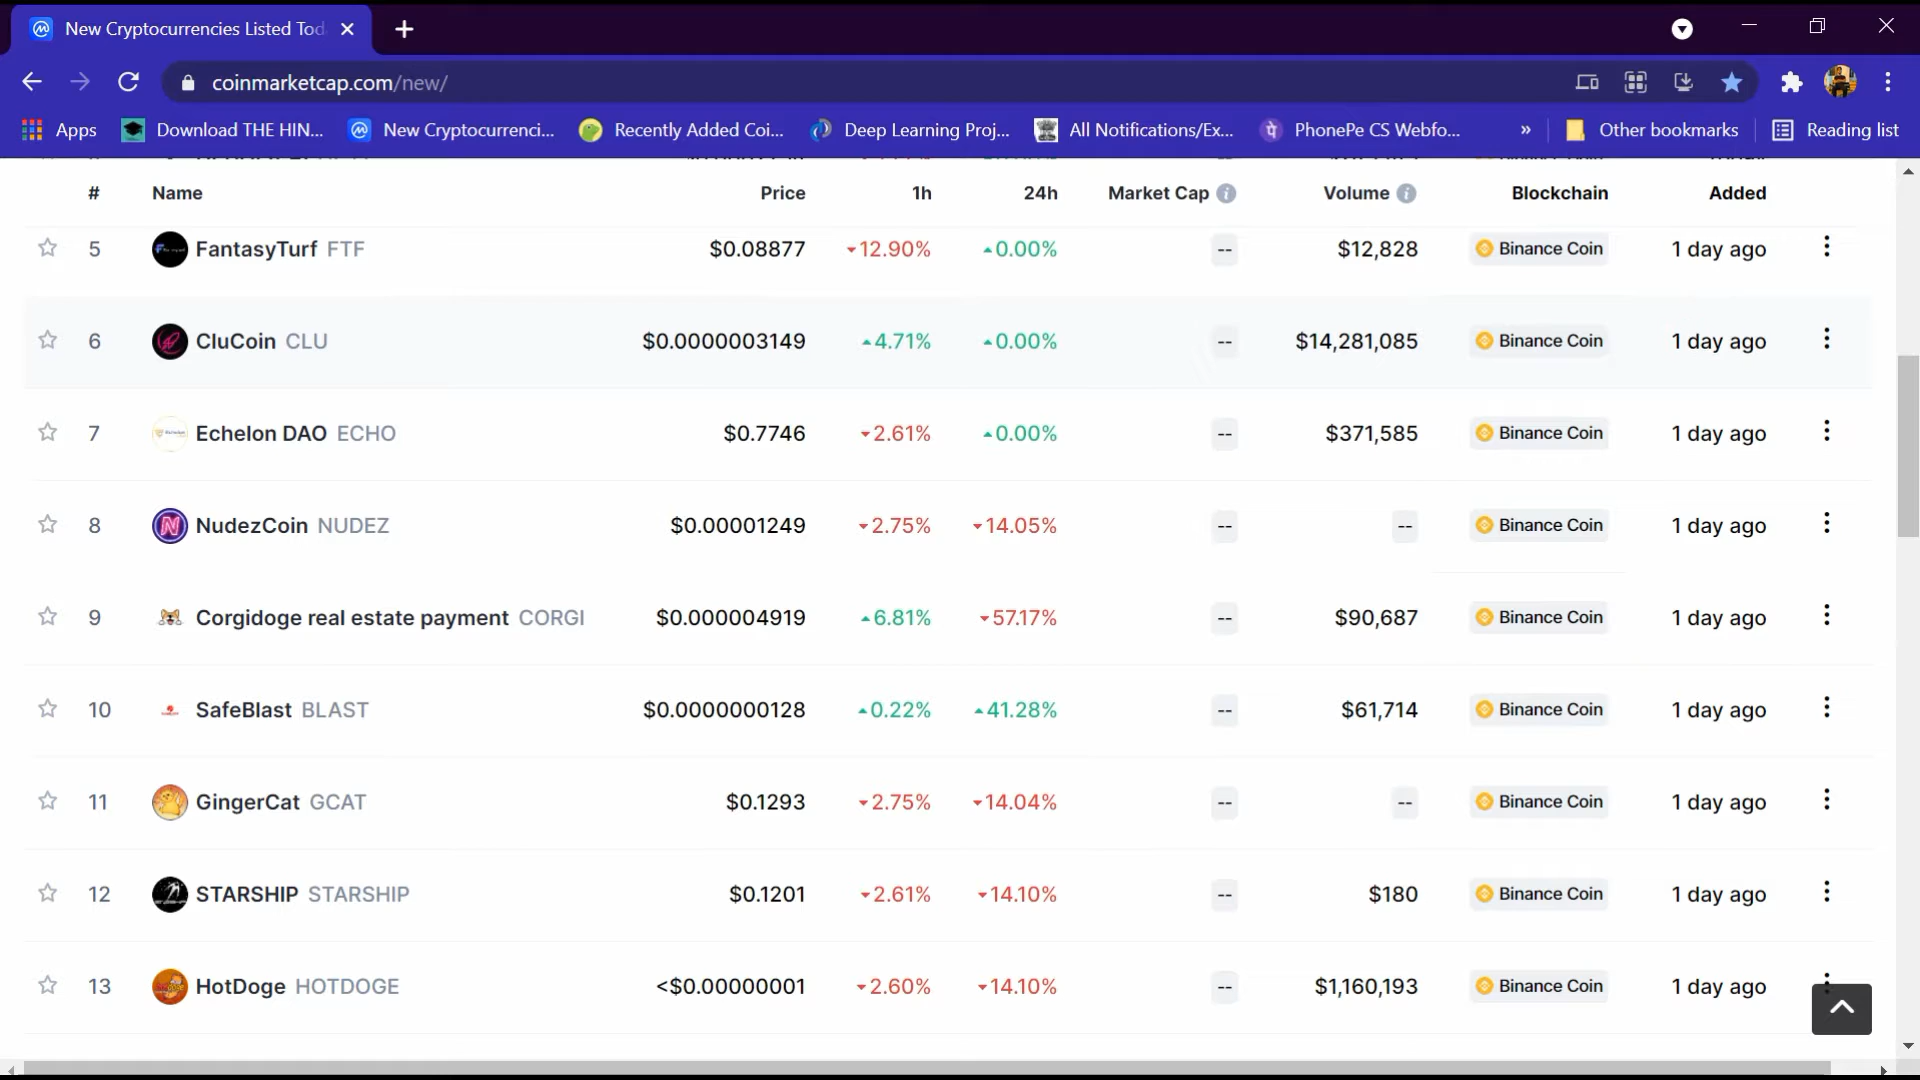 New Cryptocurrencies Listed Tod
coinmarketcap.com/new/
Apps Download THE HIN... New Cryptocurrenci... Recently Added Coi... Deep Learning Proj... All Notifications/Ex... PhonePe CS Webfo... » Other bookmarks Reading list
# Name Price 1h 24h Market Cap Volume Blockchain Added
5 FantasyTurf FTF $0.08877 12.90% 0.00% -- $12,828 Binance Coin 1 day ago
6 CluCoin CLU $0.0000003149 4.71% 0.00% -- $14,281,085 Binance Coin 1 day ago
7 Echelon DAO ECHO $0.7746 2.61% 0.00% -- $371,585 Binance Coin 1 day ago
8 NudezCoin NUDEZ $0.00001249 2.75% 14.05% -- -- Binance Coin 1 day ago
9 Corgidoge real estate payment CORGI $0.000004919 6.81% 57.17% -- $90,687 Binance Coin 1 day ago
10 SafeBlast BLAST $0.0000000128 0.22% 41.28% -- $61,714 Binance Coin 1 day ago
11 GingerCat GCAT $0.1293 2.75% 14.04% -- -- Binance Coin 1 day ago
12 STARSHIP STARSHIP $0.1201 2.61% 14.10% -- $180 Binance Coin 1 day ago
13 HotDoge HOTDOGE <$0.00000001 2.60% 14.10% -- $1,160,193 Binance Coin 1 day ago